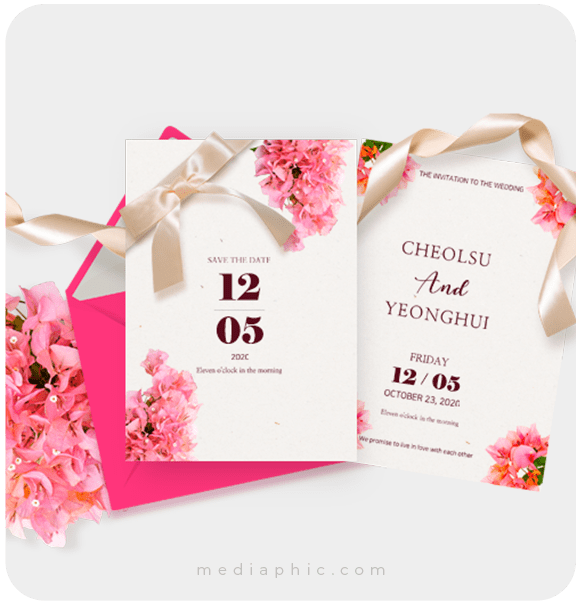 SAVE THE DATE
12
05
2020
Eleven o'clock in the morning
THE INVITATION TO THE WEDDING
CHEOLSU
And
YEONGHUI
FRIDAY
12 / 05
OCTOBER 23, 2020
Eleven o'clock in the morning
We promise to live in love with each other
mediaphic.com